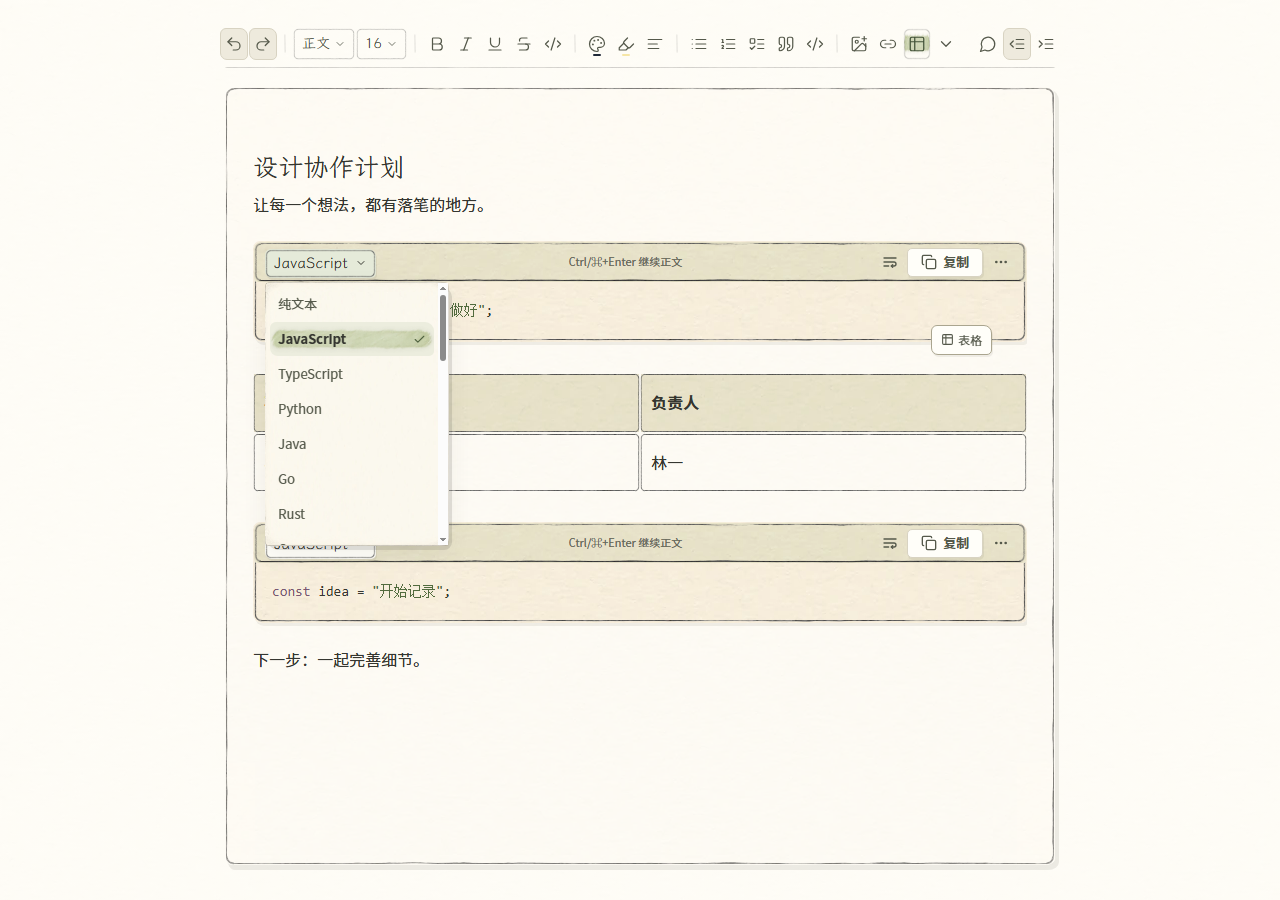 正文 16
设计协作计划
让每一个想法，都有落笔的地方。
JavaScript Ctrl/⌘+Enter 继续正文 复制
纯文本
做好";
JavaScript
表格
TypeScript
Python
负责人
Java
林一
Go
Rust
JavaScript Ctrl/⌘+Enter 继续正文 复制
const idea = "开始记录";
下一步：一起完善细节。